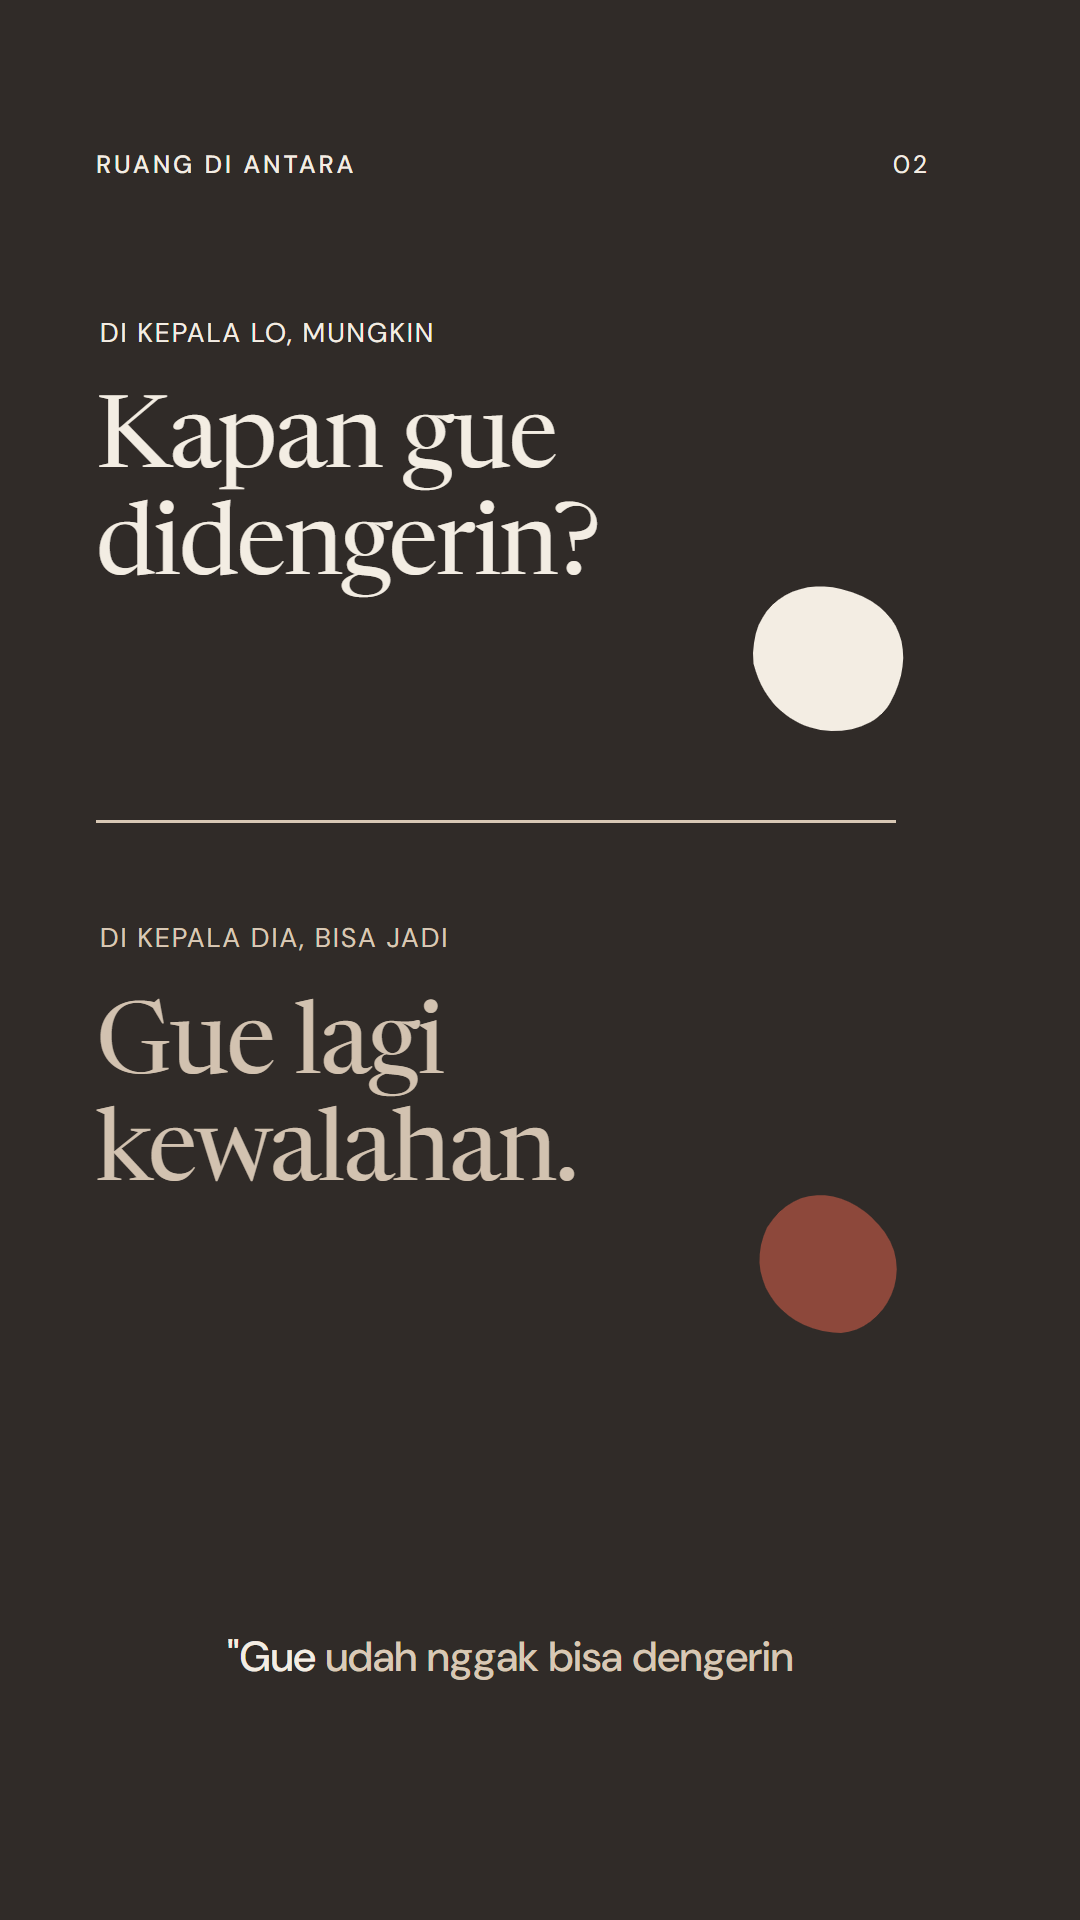 RUANG DI ANTARA
02
DI KEPALA LO, MUNGKIN
Kapan gue
didengerin?
DI KEPALA DIA, BISA JADI
Gue lagi
kewalahan.
"Gue udah nggak bisa dengerin